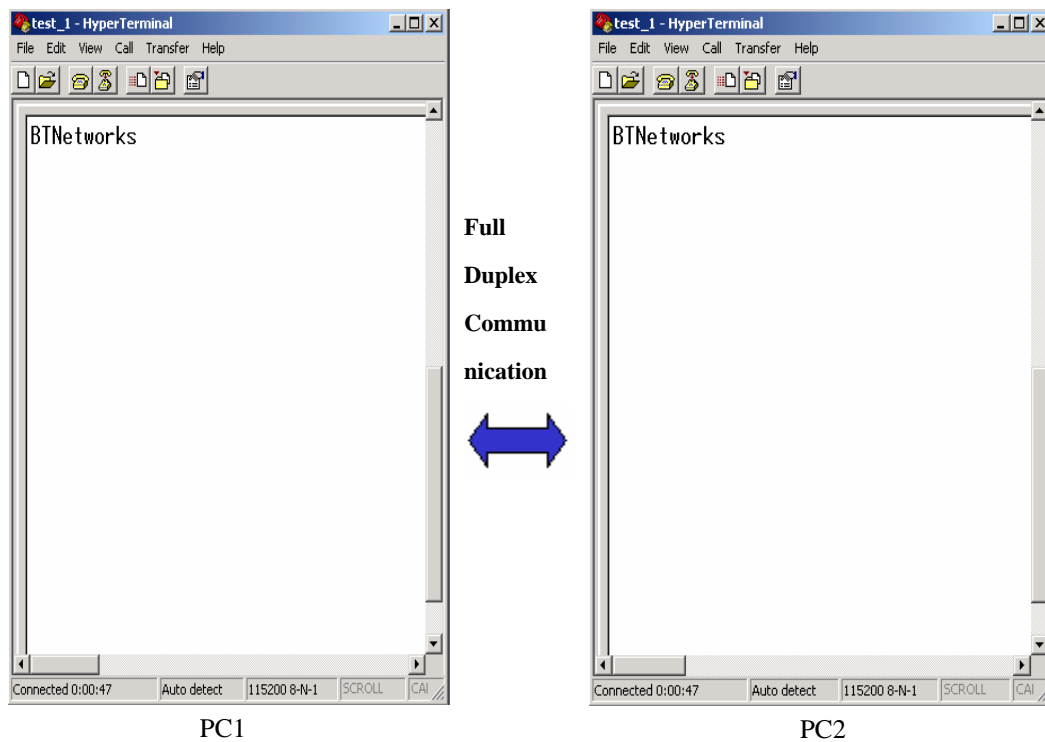 test_1 - HyperTerminal
File Edit View Call Transfer Help
BTNetworks
Connected 0:00:47 Auto detect 115200 8-N-1 SCROLL CAI
PC1
Full
Duplex
Commu
nication
test_1 - HyperTerminal
File Edit View Call Transfer Help
BTNetworks
Connected 0:00:47 Auto detect 115200 8-N-1 SCROLL CAI
PC2